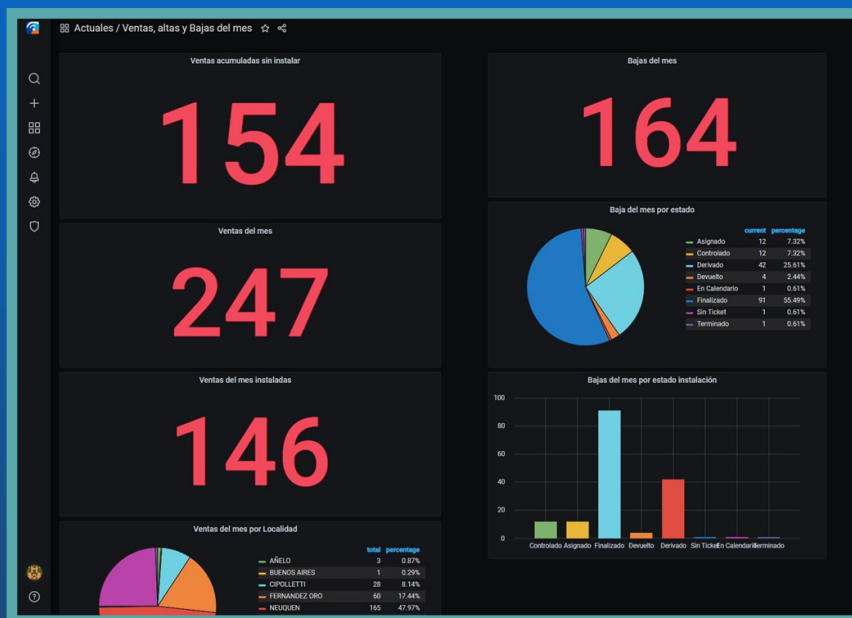 Actuales / Ventas, altas y Bajas del mes
Ventas acumuladas sin instalar
154
Ventas del mes
247
Ventas del mes instaladas
146
Ventas del mes por Localidad
total percentage
AÑELO 3 0.87%
BUENOS AIRES 1 0.29%
CIPOLLETTI 28 8.14%
FERNANDEZ ORO 60 17.44%
NEUQUEN 165 47.97%
Bajas del mes
164
Baja del mes por estado
current percentage
Asignado 12 7.32%
Controlado 12 7.32%
Derivado 42 25.61%
Devuelto 4 2.44%
En Calendario 1 0.61%
Finalizado 91 55.49%
Sin Ticket 1 0.61%
Terminado 1 0.61%
Bajas del mes por estado instalación
100
80
60
40
20
0
Controlado Asignado Finalizado Devuelto Derivado Sin Ticket En Calendario Terminado